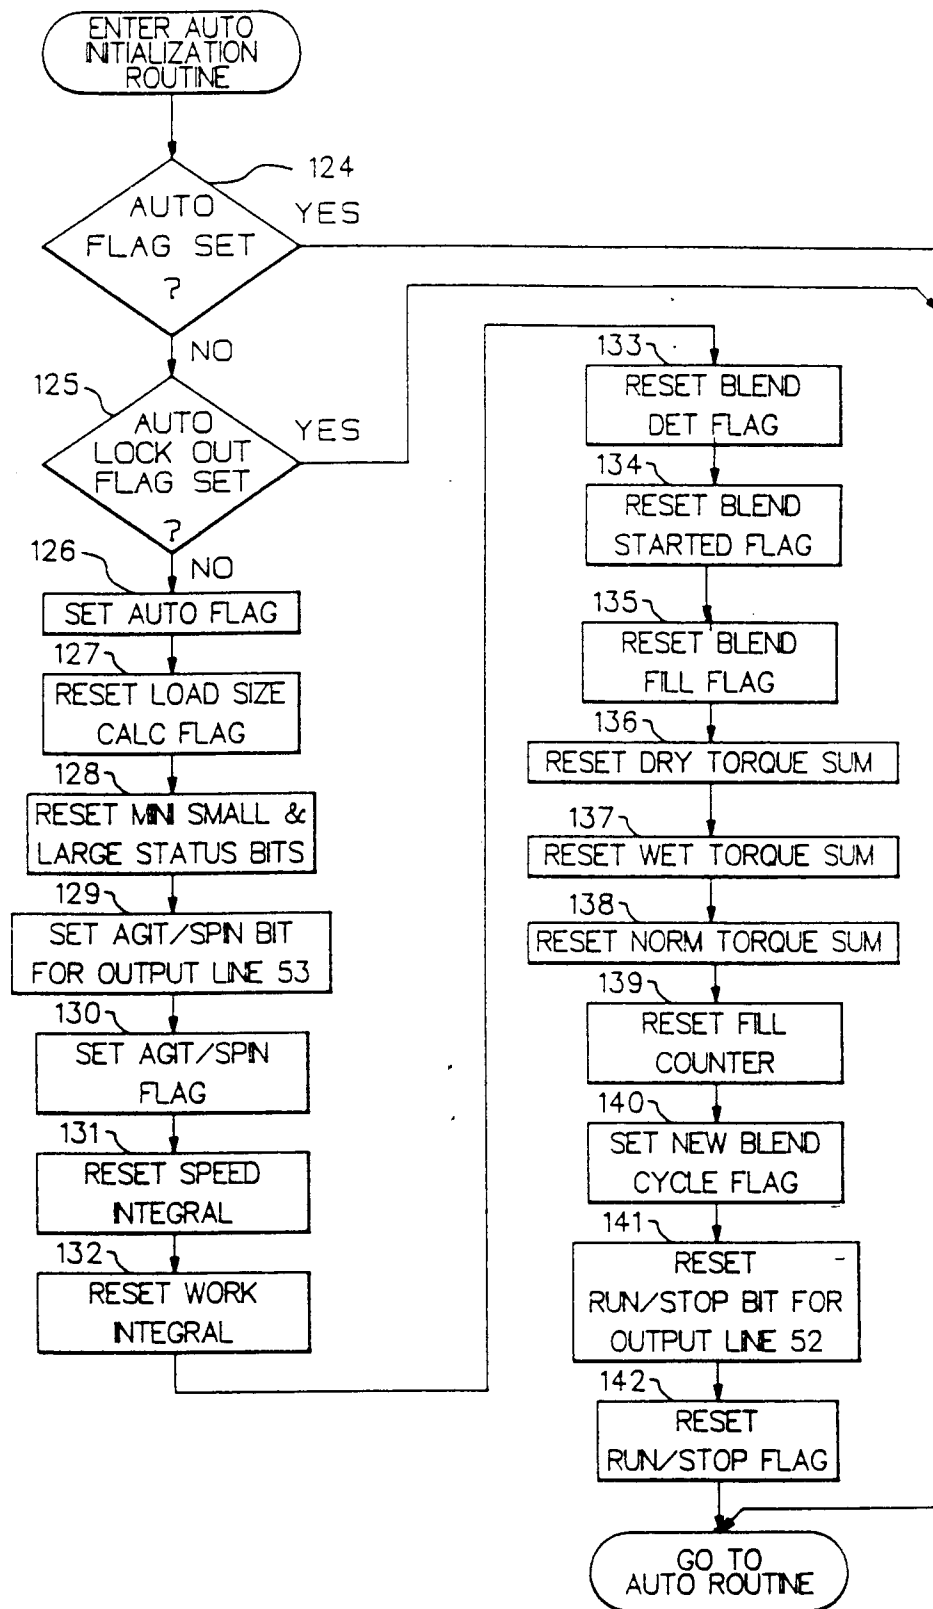 ENTER AUTO
INITIALIZATION
ROUTINE
124
AUTO
FLAG SET
?
YES
NO
125
AUTO
LOCK OUT
FLAG SET
?
YES
NO
126
SET AUTO FLAG
127
RESET LOAD SIZE
CALC FLAG
128
RESET MINI SMALL &
LARGE STATUS BITS
129
SET AGIT/SPIN BIT
FOR OUTPUT LINE 53
130
SET AGIT/SPIN
FLAG
131
RESET SPEED
INTEGRAL
132
RESET WORK
INTEGRAL
133
RESET BLEND
DET FLAG
134
RESET BLEND
STARTED FLAG
135
RESET BLEND
FILL FLAG
136
RESET DRY TORQUE SUM
137
RESET WET TORQUE SUM
138
RESET NORM TORQUE SUM
139
RESET FILL
COUNTER
140
SET NEW BLEND
CYCLE FLAG
141
RESET
RUN/STOP BIT FOR
OUTPUT LINE 52
142
RESET
RUN/STOP FLAG
GO TO
AUTO ROUTINE